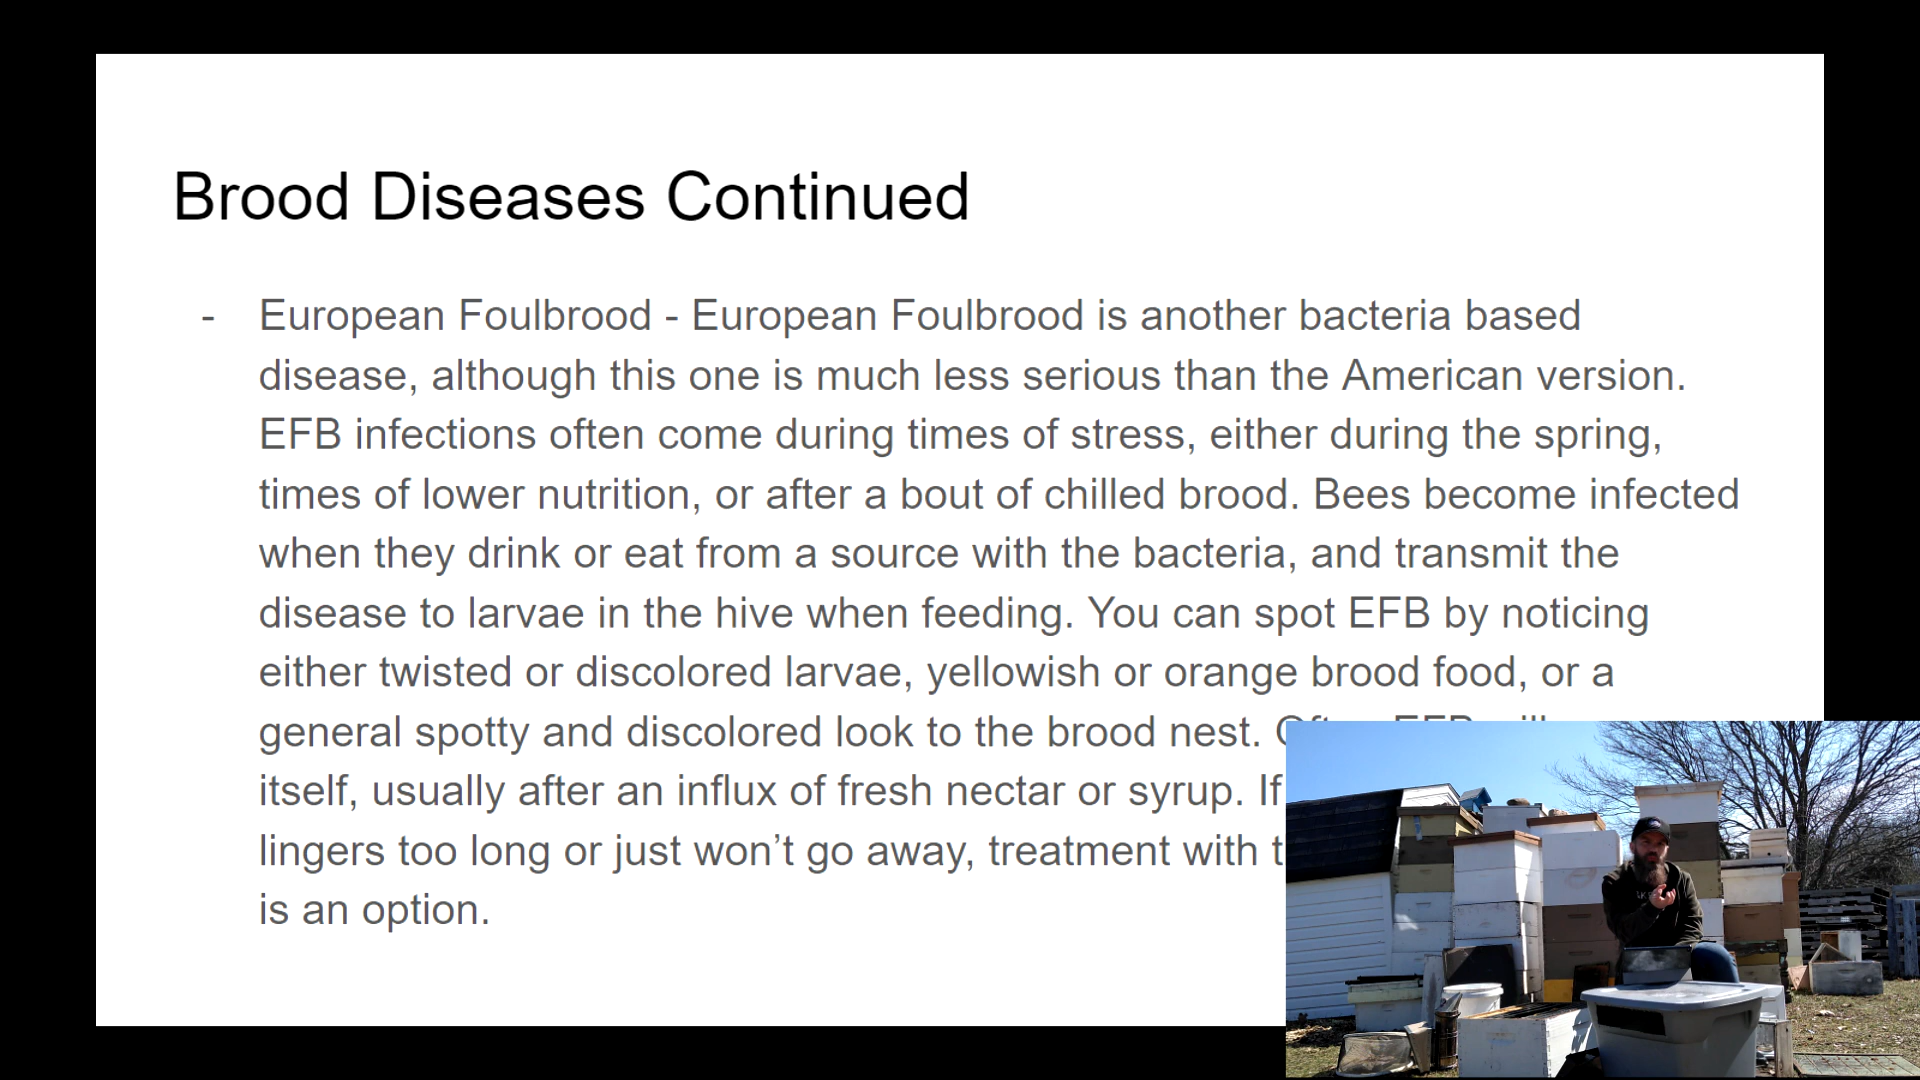 Brood Diseases Continued
- European Foulbrood - European Foulbrood is another bacteria based
disease, although this one is much less serious than the American version.
EFB infections often come during times of stress, either during the spring,
times of lower nutrition, or after a bout of chilled brood. Bees become infected
when they drink or eat from a source with the bacteria, and transmit the
disease to larvae in the hive when feeding. You can spot EFB by noticing
either twisted or discolored larvae, yellowish or orange brood food, or a
general spotty and discolored look to the brood nest.
itself, usually after an influx of fresh nectar or syrup. If
lingers too long or just won’t go away, treatment with
is an option.